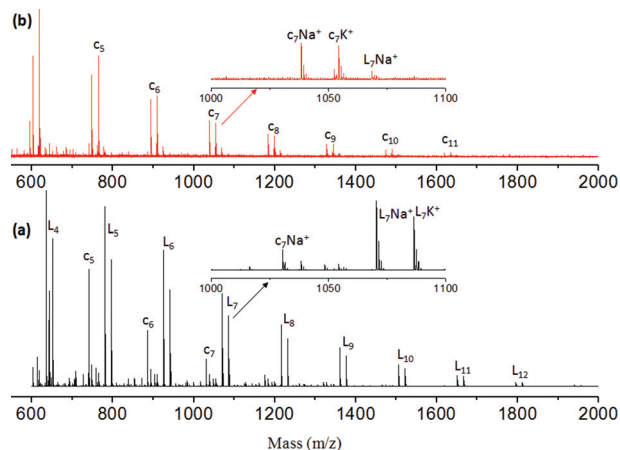 (b)
c₅
c₆
c₇
c₈
c₉
c₁₀
c₁₁
c₇Na⁺
c₇K⁺
L₇Na⁺
1000
1050
1100
600
800
1000
1200
1400
1600
1800
2000
(a)
L₄
c₅
L₅
c₆
L₆
c₇
L₇
L₈
L₉
L₁₀
L₁₁
L₁₂
c₇Na⁺
L₇Na⁺
L₇K⁺
1000
1050
1100
600
800
1000
1200
1400
1600
1800
2000
Mass (m/z)